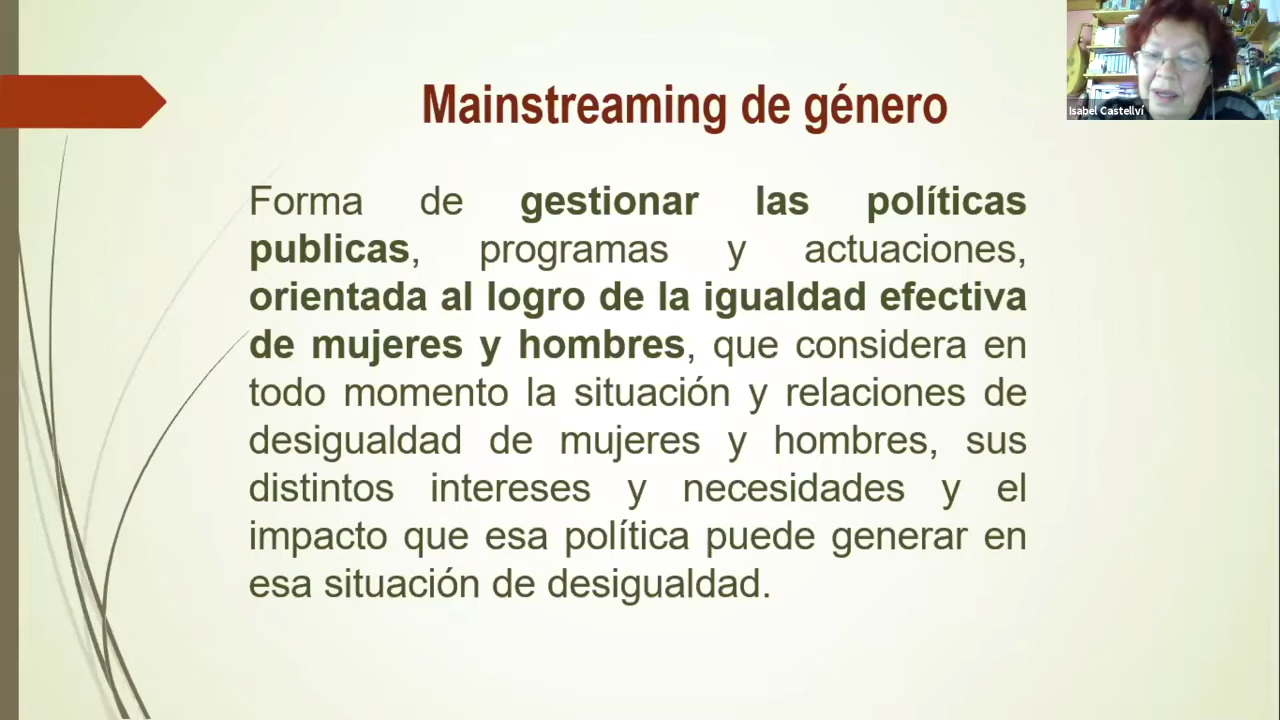 Mainstreaming de género
Isabel Castellví
Forma de gestionar las políticas
publicas, programas y actuaciones,
orientada al logro de la igualdad efectiva
de mujeres y hombres, que considera en
todo momento la situación y relaciones de
desigualdad de mujeres y hombres, sus
distintos intereses y necesidades y el
impacto que esa política puede generar en
esa situación de desigualdad.